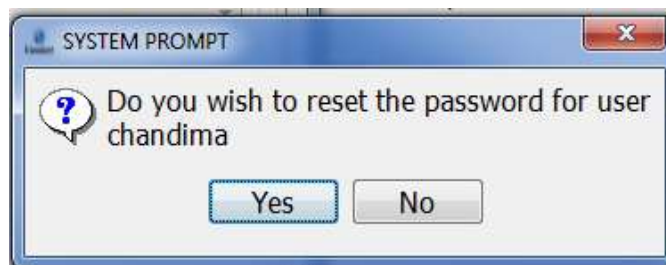 SYSTEM PROMPT
Do you wish to reset the password for user
chandima
Yes No